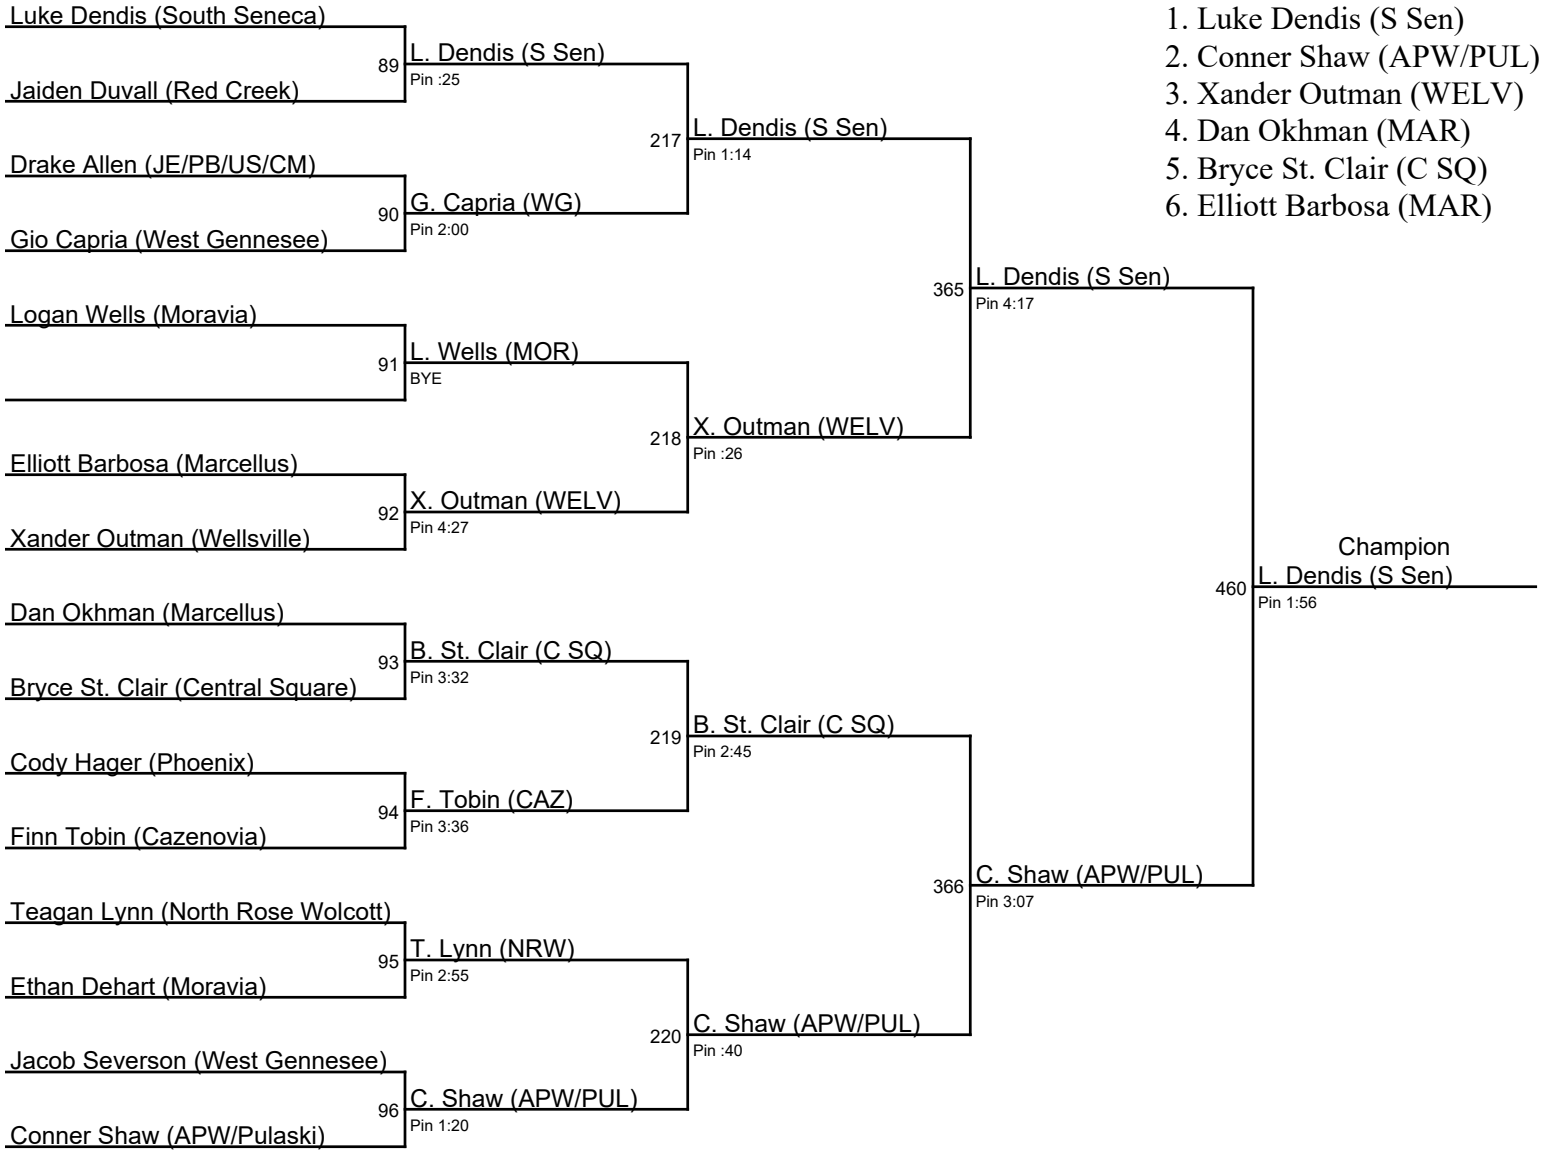 Luke Dendis (South Seneca)
89
L. Dendis (S Sen)
Pin :25
Jaiden Duvall (Red Creek)
217
L. Dendis (S Sen)
Pin 1:14
Drake Allen (JE/PB/US/CM)
90
G. Capria (WG)
Pin 2:00
Gio Capria (West Gennesee)
365
L. Dendis (S Sen)
Pin 4:17
Logan Wells (Moravia)
91
L. Wells (MOR)
BYE
218
X. Outman (WELV)
Pin :26
Elliott Barbosa (Marcellus)
92
X. Outman (WELV)
Pin 4:27
Xander Outman (Wellsville)
Champion
460
L. Dendis (S Sen)
Pin 1:56
Dan Okhman (Marcellus)
93
B. St. Clair (C SQ)
Pin 3:32
Bryce St. Clair (Central Square)
219
B. St. Clair (C SQ)
Pin 2:45
Cody Hager (Phoenix)
94
F. Tobin (CAZ)
Pin 3:36
Finn Tobin (Cazenovia)
366
C. Shaw (APW/PUL)
Pin 3:07
Teagan Lynn (North Rose Wolcott)
95
T. Lynn (NRW)
Pin 2:55
Ethan Dehart (Moravia)
220
C. Shaw (APW/PUL)
Pin :40
Jacob Severson (West Gennesee)
96
C. Shaw (APW/PUL)
Pin 1:20
Conner Shaw (APW/Pulaski)
1. Luke Dendis (S Sen)
2. Conner Shaw (APW/PUL)
3. Xander Outman (WELV)
4. Dan Okhman (MAR)
5. Bryce St. Clair (C SQ)
6. Elliott Barbosa (MAR)